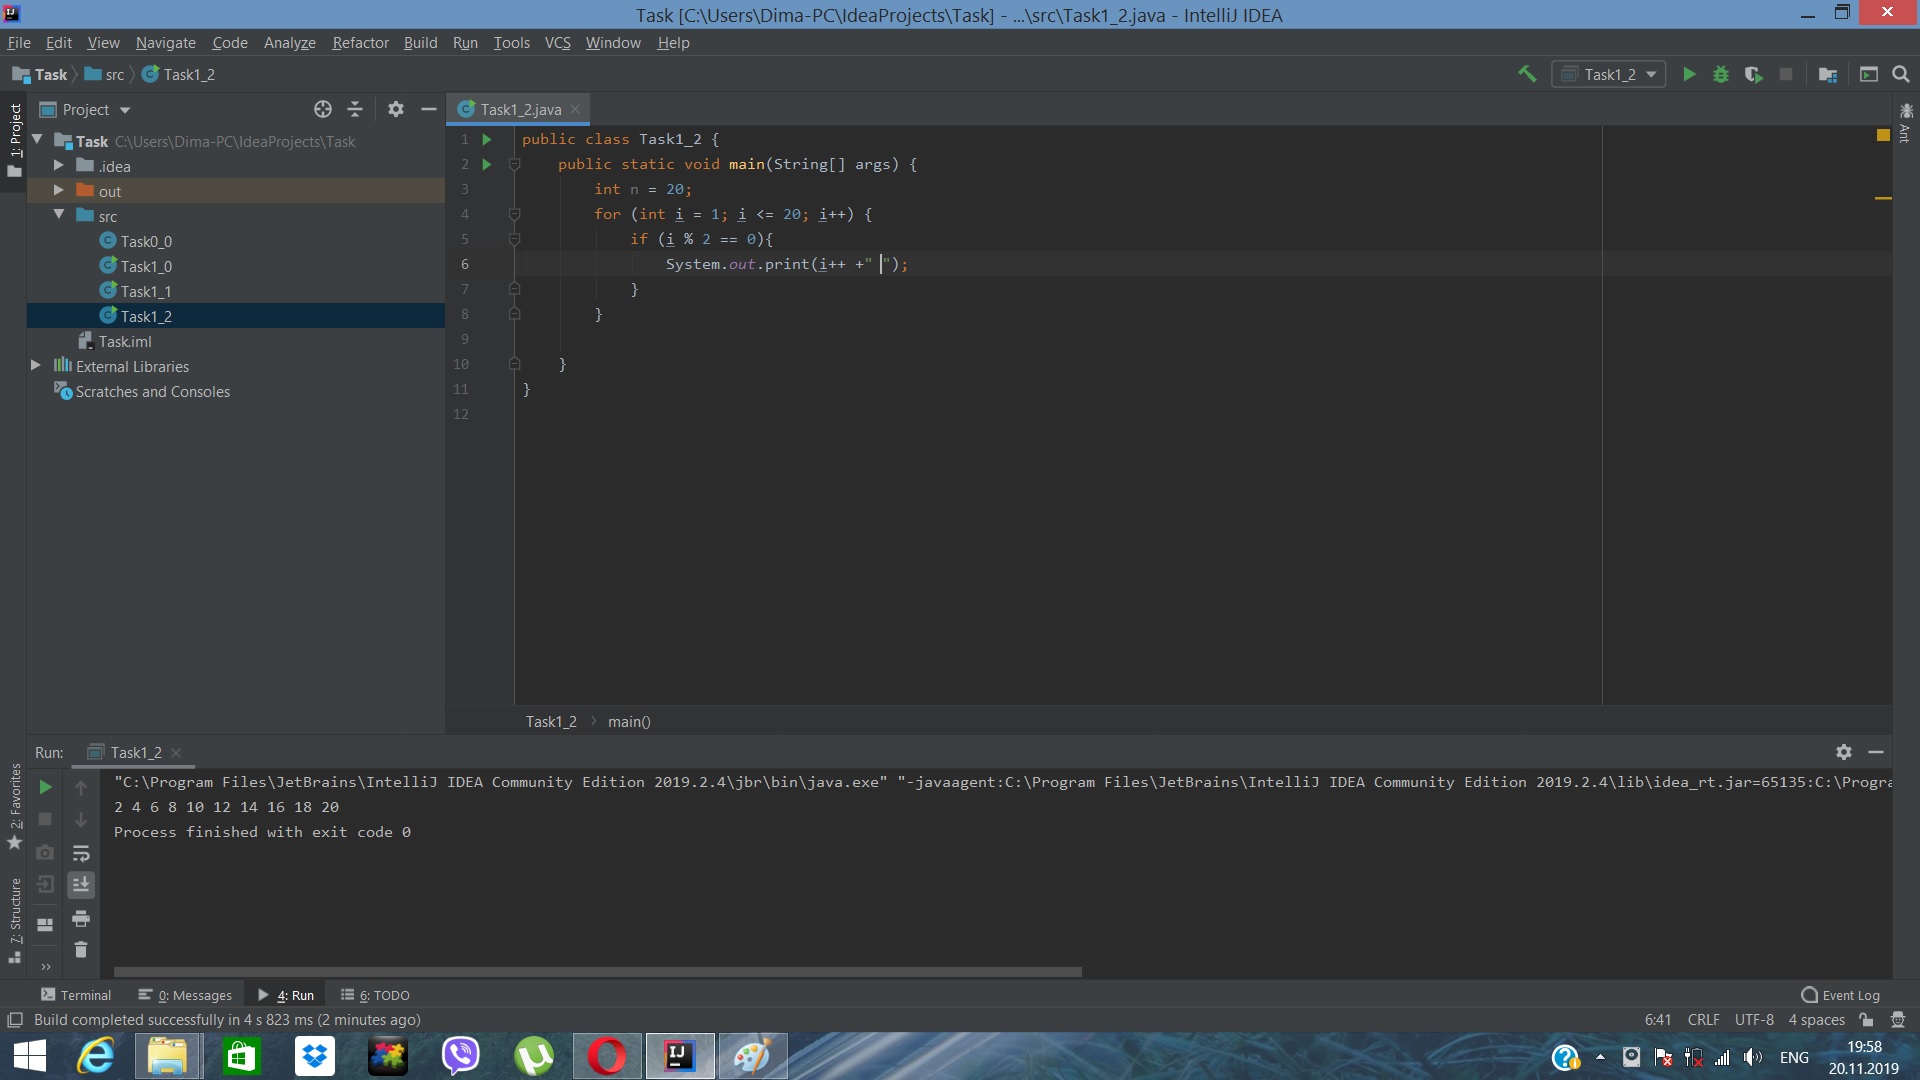 Task [C:\Users\Dima-PC\IdeaProjects\Task] - ...\src\Task1_2.java - IntelliJ IDEA
File Edit View Navigate Code Analyze Refactor Build Run Tools VCS Window Help
Task src Task1_2
Task1_2
1: Project
Project
Task C:\Users\Dima-PC\IdeaProjects\Task
.idea
out
src
Task0_0
Task1_0
Task1_1
Task1_2
Task.iml
External Libraries
Scratches and Consoles
Task1_2.java
1 public class Task1_2 {
2 public static void main(String[] args) {
3 int n = 20;
4 for (int i = 1; i <= 20; i++) {
5 if (i % 2 == 0){
6 System.out.print(i++ +" ");
7 }
8 }
9
10 }
11 }
12
Ant
Task1_2 main()
Run: Task1_2
"C:\Program Files\JetBrains\IntelliJ IDEA Community Edition 2019.2.4\jbr\bin\java.exe" "-javaagent:C:\Program Files\JetBrains\IntelliJ IDEA Community Edition 2019.2.4\lib\idea_rt.jar=65135:C:\Progra
2 4 6 8 10 12 14 16 18 20
Process finished with exit code 0
2: Favorites
7: Structure
Terminal 0: Messages 4: Run 6: TODO Event Log
Build completed successfully in 4 s 823 ms (2 minutes ago) 6:41 CRLF UTF-8 4 spaces
IJ
ENG
19:58
20.11.2019